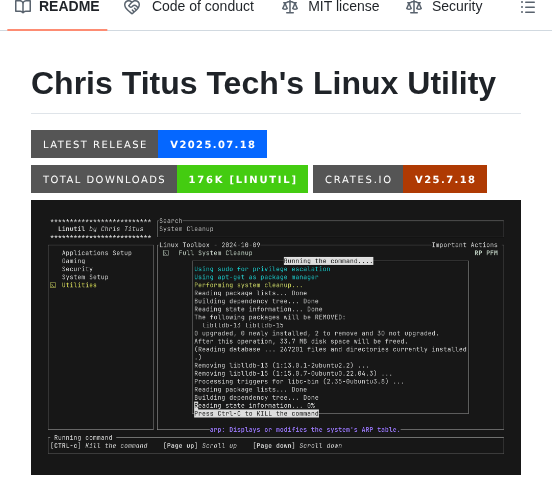 README Code of conduct MIT license Security
Chris Titus Tech's Linux Utility
LATEST RELEASE V2025.07.18
TOTAL DOWNLOADS 176K [LINUTIL] CRATES.IO V25.7.18
************************* Search
Linutil by Chris Titus System Cleanup
*************************
Linux Toolbox - 2024-10-09 Important Actions
Applications Setup Full System Cleanup RP PFM
Gaming Running the command....
Security Using sudo for privilege escalation
System Setup Using apt-get as package manager
Utilities Performing system cleanup...
Reading package lists... Done
Building dependency tree... Done
Reading state information... Done
The following packages will be REMOVED:
liblldb-13 liblldb-15
0 upgraded, 0 newly installed, 2 to remove and 30 not upgraded.
After this operation, 33.7 MB disk space will be freed.
(Reading database ... 267201 files and directories currently installed
.)
Removing liblldb-13 (1:13.0.1-2ubuntu2.2) ...
Removing liblldb-15 (1:15.0.7-0ubuntu0.22.04.3) ...
Processing triggers for libc-bin (2.35-0ubuntu3.8) ...
Reading package lists... Done
Building dependency tree... Done
Reading state information... 0%
Press Ctrl-C to KILL the command
arp: Displays or modifies the system's ARP table.
Running command
[CTRL-c] Kill the command [Page up] Scroll up [Page down] Scroll down